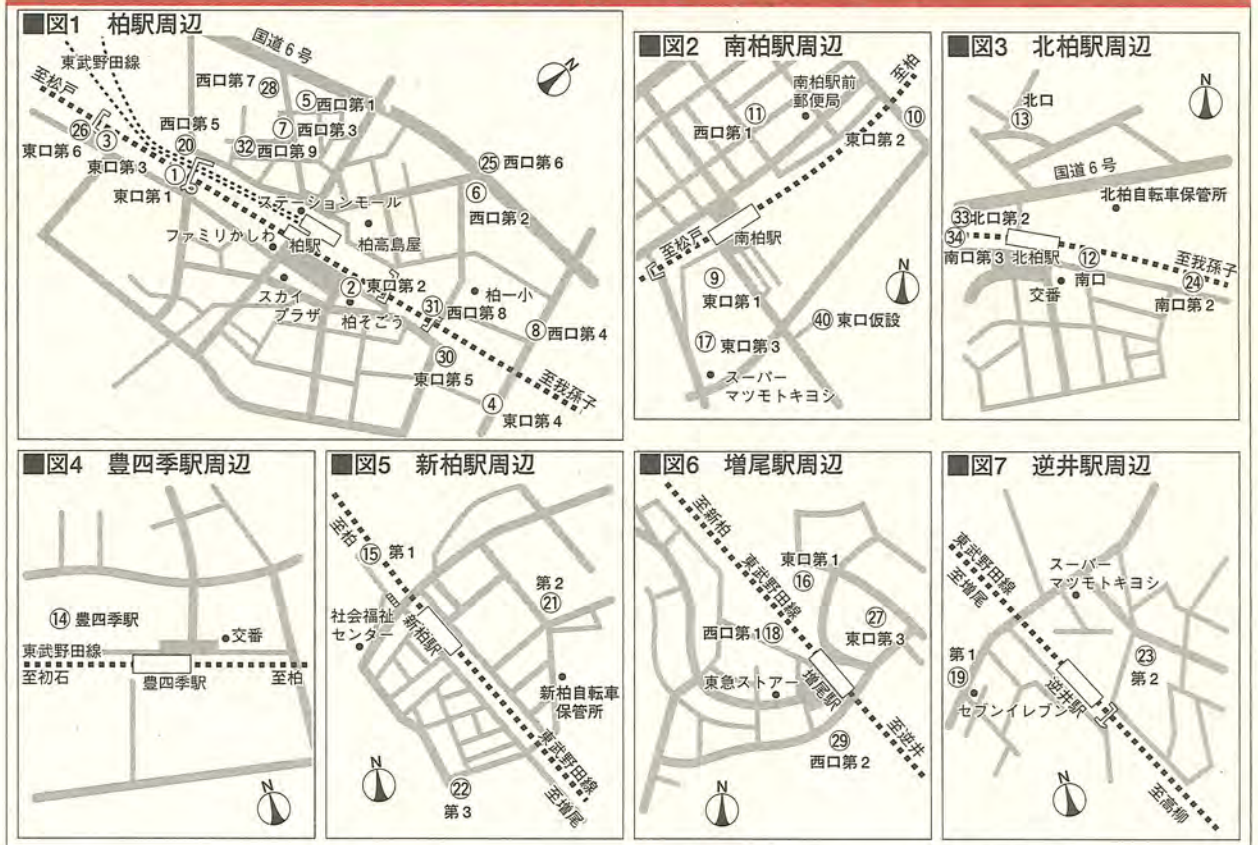 ■図1 柏駅周辺
国道6号
東武野田線
至松戸
西口第7 ㉘
⑤ 西口第1
⑦ 西口第3
西口第5
⑳
㉜ 西口第9
㉖
東口第6
③
東口第3
①
東口第1
㉕ 西口第6
⑥
西口第2
ステーションモール
ファミリかしわ
柏駅
柏高島屋
スカイ
プラザ
② 東口第2
柏そごう
㉛
西口第8
柏一小
⑧ 西口第4
㉚
東口第5
④
東口第4
至我孫子
■図2 南柏駅周辺
至柏
南柏駅前
郵便局
⑪
西口第1
⑩
東口第2
至松戸
南柏駅
N
⑨
東口第1
㊵ 東口仮設
⑰ 東口第3
スーパー
マツモトキヨシ
■図3 北柏駅周辺
N
北口
⑬
国道6号
北柏自転車保管所
㉝北口第2
㉞
南口第3
北柏駅
⑫
南口
至我孫子
交番
㉔
南口第2
■図4 豊四季駅周辺
⑭ 豊四季駅
交番
東武野田線
至初石
豊四季駅
至柏
N
■図5 新柏駅周辺
至柏
⑮ 第1
第2
㉑
社会福祉
センター
新柏駅
新柏自転車
保管所
東武野田線
至増尾
N
㉒
第3
■図6 増尾駅周辺
至新柏
東武野田線
東口第1
⑯
㉗
東口第3
西口第1⑱
東急ストアー
増尾駅
至逆井
㉙
西口第2
N
■図7 逆井駅周辺
東武野田線
至増尾
スーパー
マツモトキヨシ
第1
⑲
セブンイレブン
逆井駅
㉓
第2
至高柳
N